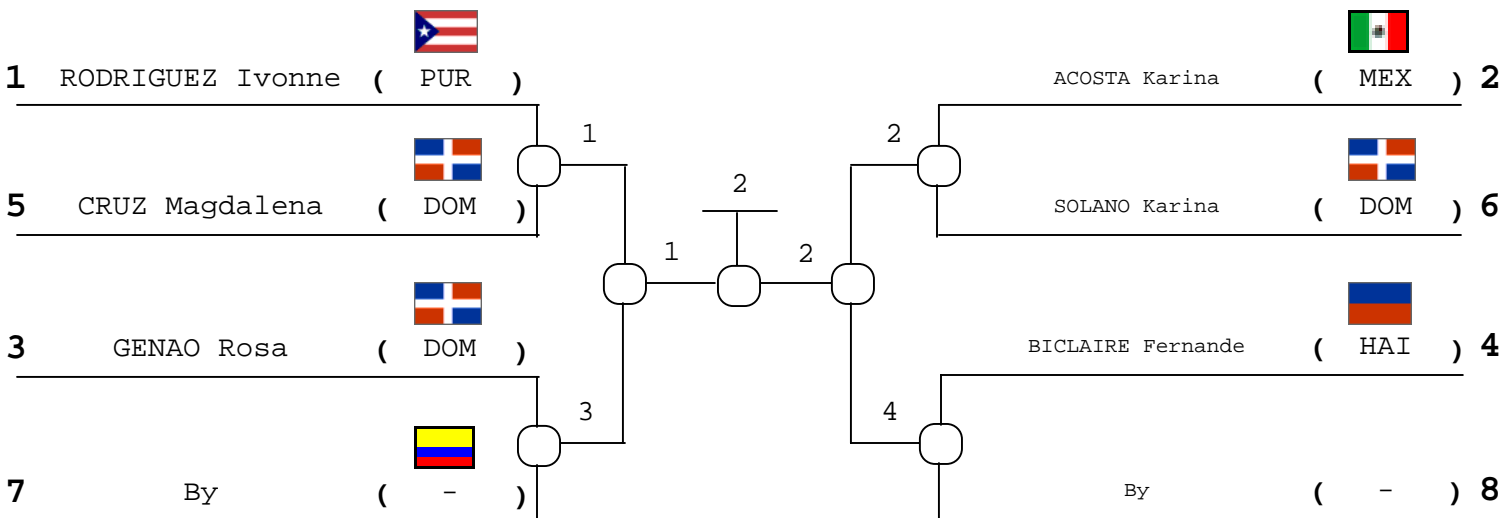 1 RODRIGUEZ Ivonne ( PUR )
ACOSTA Karina ( MEX ) 2
1
2
5 CRUZ Magdalena ( DOM )
2
SOLANO Karina ( DOM ) 6
1
2
3 GENAO Rosa ( DOM )
BICLAIRE Fernande ( HAI ) 4
3
4
7 By ( - )
By ( - ) 8